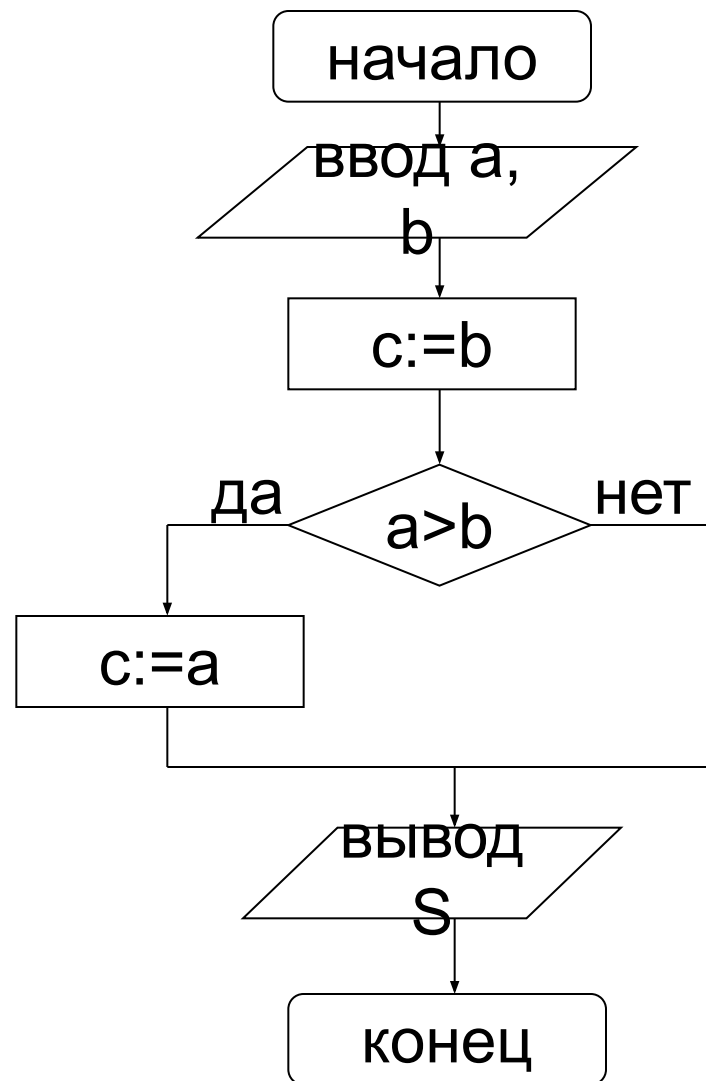 начало
ввод a,
b
c:=b
да
нет
a>b
c:=a
вывод
S
конец